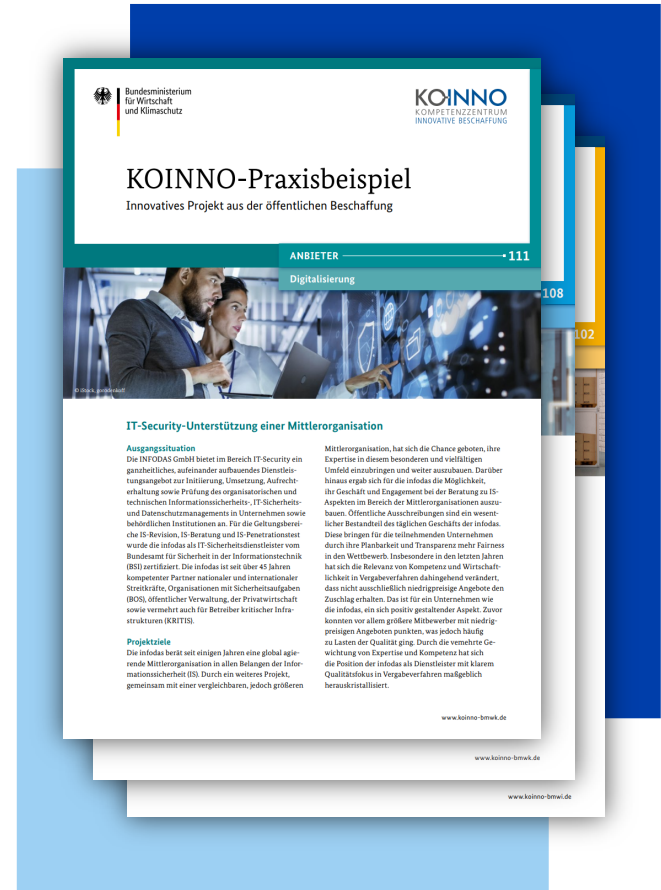 Bundesministerium
für Wirtschaft
und Klimaschutz
KOINNO
KOMPETENZZENTRUM
INNOVATIVE BESCHAFFUNG
KOINNO-Praxisbeispiel
Innovatives Projekt aus der öffentlichen Beschaffung
ANBIETER 111
Digitalisierung
108
102
© iStock, gorodenkoff
IT-Security-Unterstützung einer Mittlerorganisation
Ausgangssituation
Die INFODAS GmbH bietet im Bereich IT-Security ein
ganzheitliches, aufeinander aufbauendes Dienstleis-
tungsangebot zur Initiierung, Umsetzung, Aufrecht-
erhaltung sowie Prüfung des organisatorischen und
technischen Informationssicherheits-, IT-Sicherheits-
und Datenschutzmanagements in Unternehmen sowie
behördlichen Institutionen an. Für die Geltungsberei-
che IS-Revision, IS-Beratung und IS-Penetrationstest
wurde die infodas als IT-Sicherheitsdienstleister vom
Bundesamt für Sicherheit in der Informationstechnik
(BSI) zertifiziert. Die infodas ist seit über 45 Jahren
kompetenter Partner nationaler und internationaler
Streitkräfte, Organisationen mit Sicherheitsaufgaben
(BOS), öffentlicher Verwaltung, der Privatwirtschaft
sowie vermehrt auch für Betreiber kritischer Infra-
strukturen (KRITIS).
Projektziele
Die infodas berät seit einigen Jahren eine global agie-
rende Mittlerorganisation in allen Belangen der Infor-
mationssicherheit (IS). Durch ein weiteres Projekt,
gemeinsam mit einer vergleichbaren, jedoch größeren
Mittlerorganisation, hat sich die Chance geboten, ihre
Expertise in diesem besonderen und vielfältigen
Umfeld einzubringen und weiter auszubauen. Darüber
hinaus ergab sich für die infodas die Möglichkeit,
ihr Geschäft und Engagement bei der Beratung zu IS-
Aspekten im Bereich der Mittlerorganisationen auszu-
bauen. Öffentliche Ausschreibungen sind ein wesent-
licher Bestandteil des täglichen Geschäfts der infodas.
Diese bringen für die teilnehmenden Unternehmen
durch ihre Planbarkeit und Transparenz mehr Fairness
in den Wettbewerb. Insbesondere in den letzten Jahren
hat sich die Relevanz von Kompetenz und Wirtschaft-
lichkeit in Vergabeverfahren dahingehend verändert,
dass nicht ausschließlich niedrigpreisige Angebote den
Zuschlag erhalten. Das ist für ein Unternehmen wie
die infodas, ein sich positiv gestaltender Aspekt. Zuvor
konnten vor allem größere Mitbewerber mit niedrig-
preisigen Angeboten punkten, was jedoch häufig
zu Lasten der Qualität ging. Durch die vemehrte Ge-
wichtung von Expertise und Kompetenz hat sich
die Position der infodas als Dienstleister mit klarem
Qualitätsfokus in Vergabeverfahren maßgeblich
herauskristallisiert.
www.koinno-bmwk.de
www.koinno-bmwk.de
www.koinno-bmwi.de